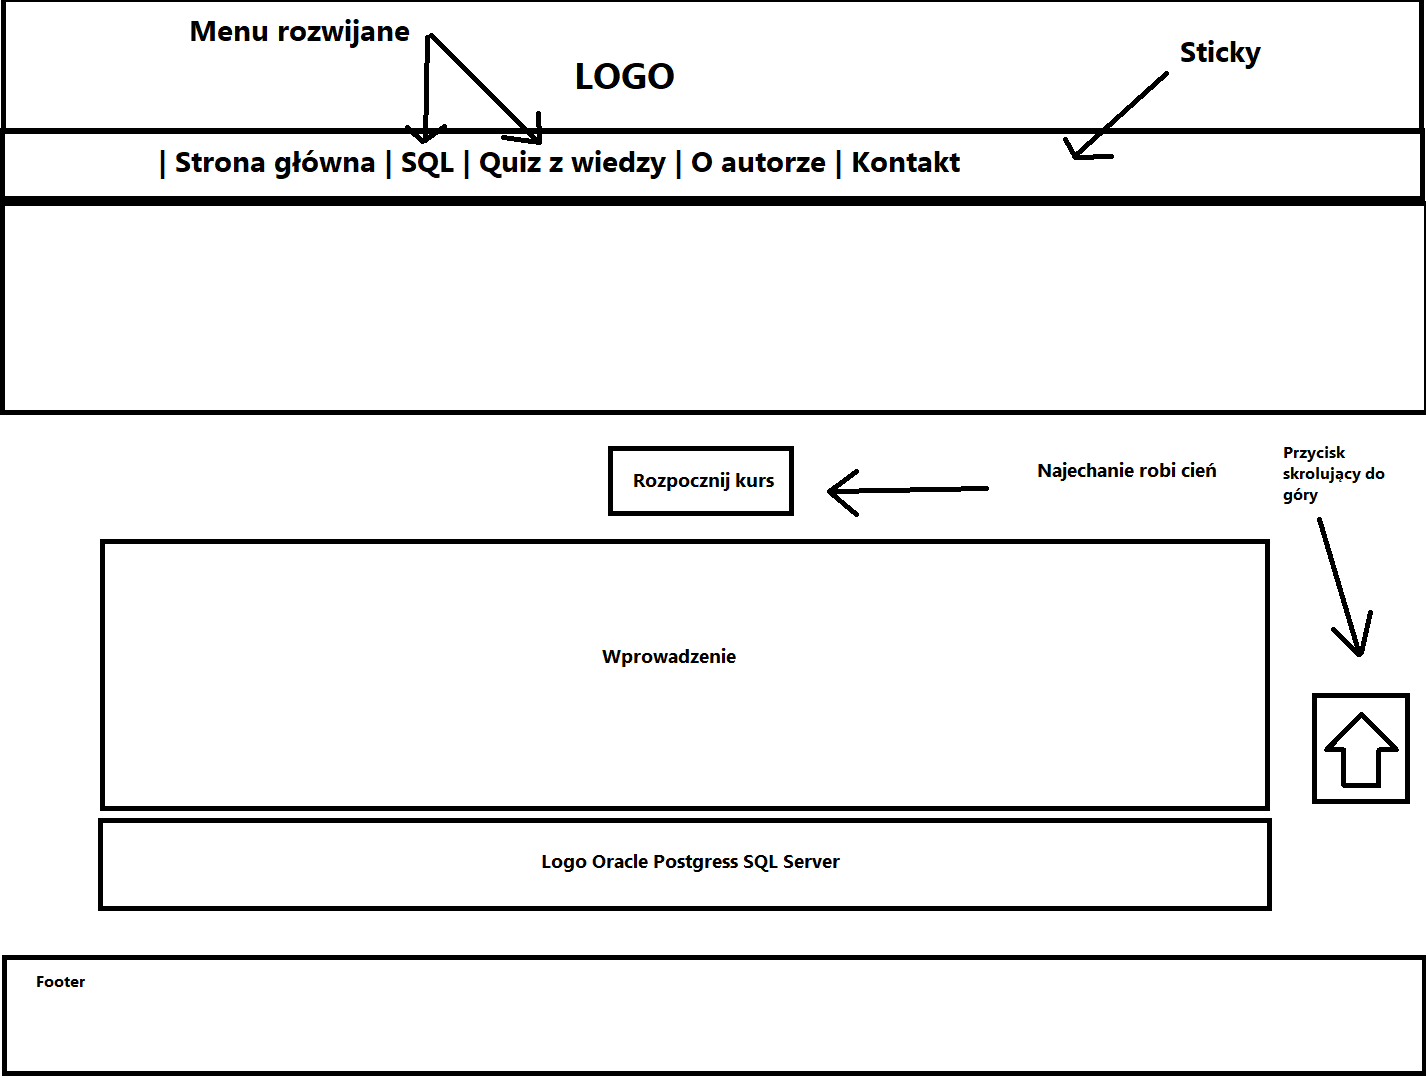 Menu rozwijane
Sticky
LOGO
| Strona główna | SQL | Quiz z wiedzy | O autorze | Kontakt
Rozpocznij kurs
Najechanie robi cień
Przycisk
skrolujący do
góry
Wprowadzenie
Logo Oracle Postgress SQL Server
Footer